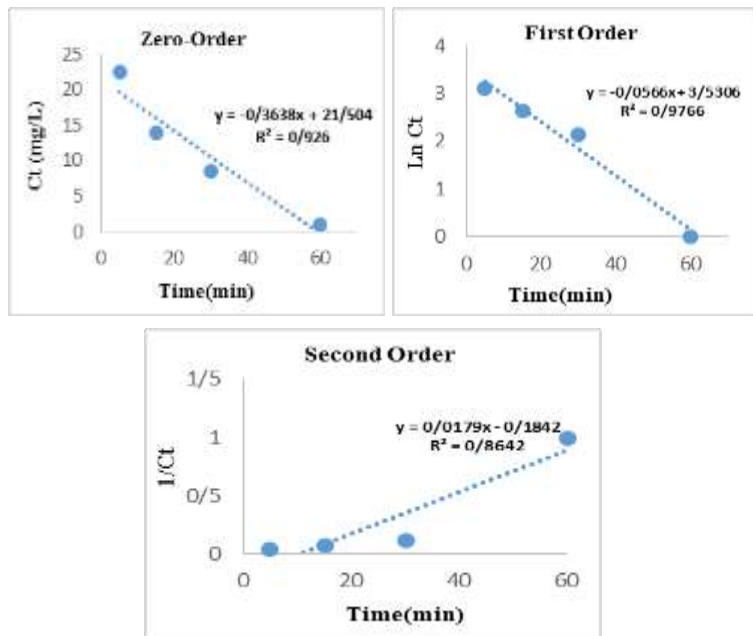 Zero-Order
25
20
15
10
5
0
0
20
40
60
Ct (mg/L)
Time(min)
y = -0/3638x + 21/504
R² = 0/926
First Order
4
3
2
1
0
0
20
40
60
Ln Ct
Time(min)
y = -0/0566x+ 3/5306
R² = 0/9766
Second Order
1/5
1
0/5
0
0
20
40
60
1/Ct
Time(min)
y = 0/0179x - 0/1842
R² = 0/8642